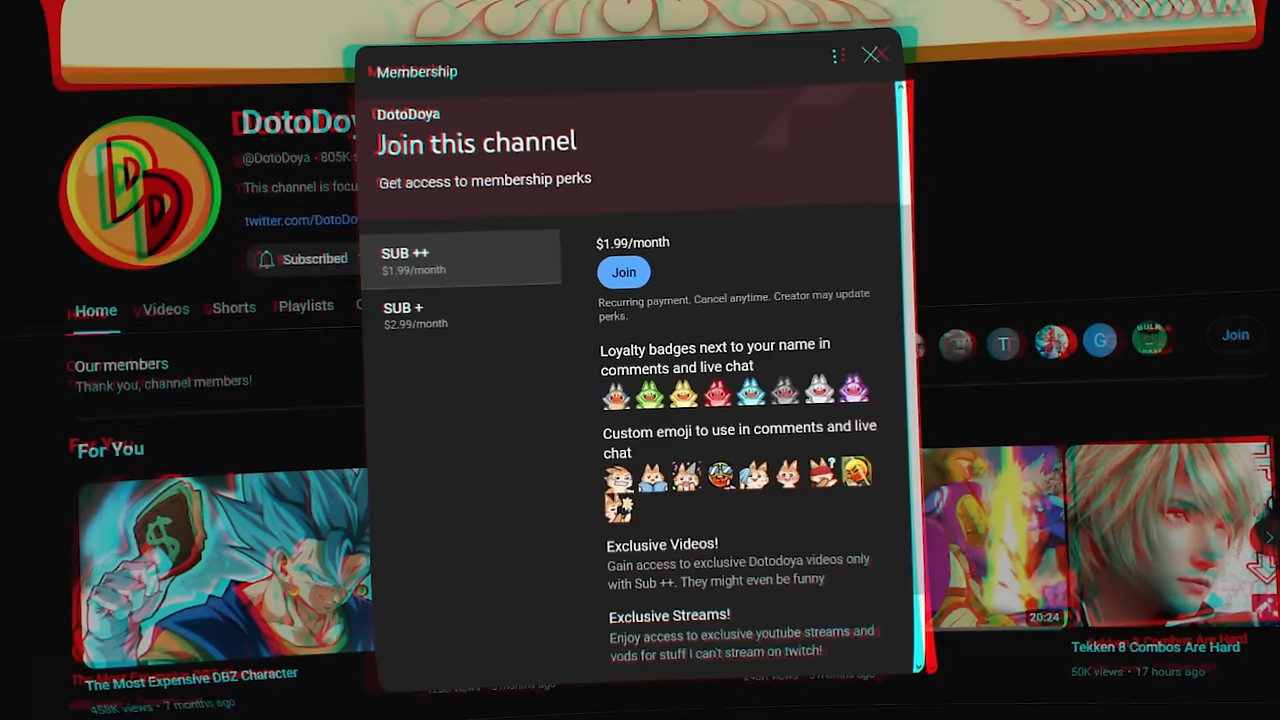 DotoDoy
@DotoDoya · 805K s
This channel is focu
twitter.com/DotoDo
Subscribed
Home
Videos
Shorts
Playlists
Our members
Thank you, channel members!
For You
$
The Most Expensive DBZ Character
458K views · 7 months ago
Membership
DotoDoya
Join this channel
Get access to membership perks
SUB ++
$1.99/month
SUB +
$2.99/month
$1.99/month
Join
Recurring payment. Cancel anytime. Creator may update
perks.
Loyalty badges next to your name in
comments and live chat
Custom emoji to use in comments and live
chat
Exclusive Videos!
Gain access to exclusive Dotodoya videos only
with Sub ++. They might even be funny
Exclusive Streams!
Enjoy access to exclusive youtube streams and
vods for stuff I can't stream on twitch!
T
G
Join
20:24
Tekken 8 Combos Are Hard
50K views · 17 hours ago